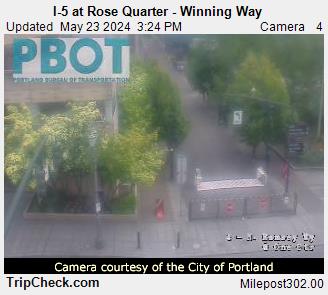 I-5 at Rose Quarter - Winning Way
Updated May 23 2024 3:24 PM Camera 4
PBOT
PORTLAND BUREAU OF TRANSPORTATION
Camera courtesy of the City of Portland
TripCheck.com Milepost302.00